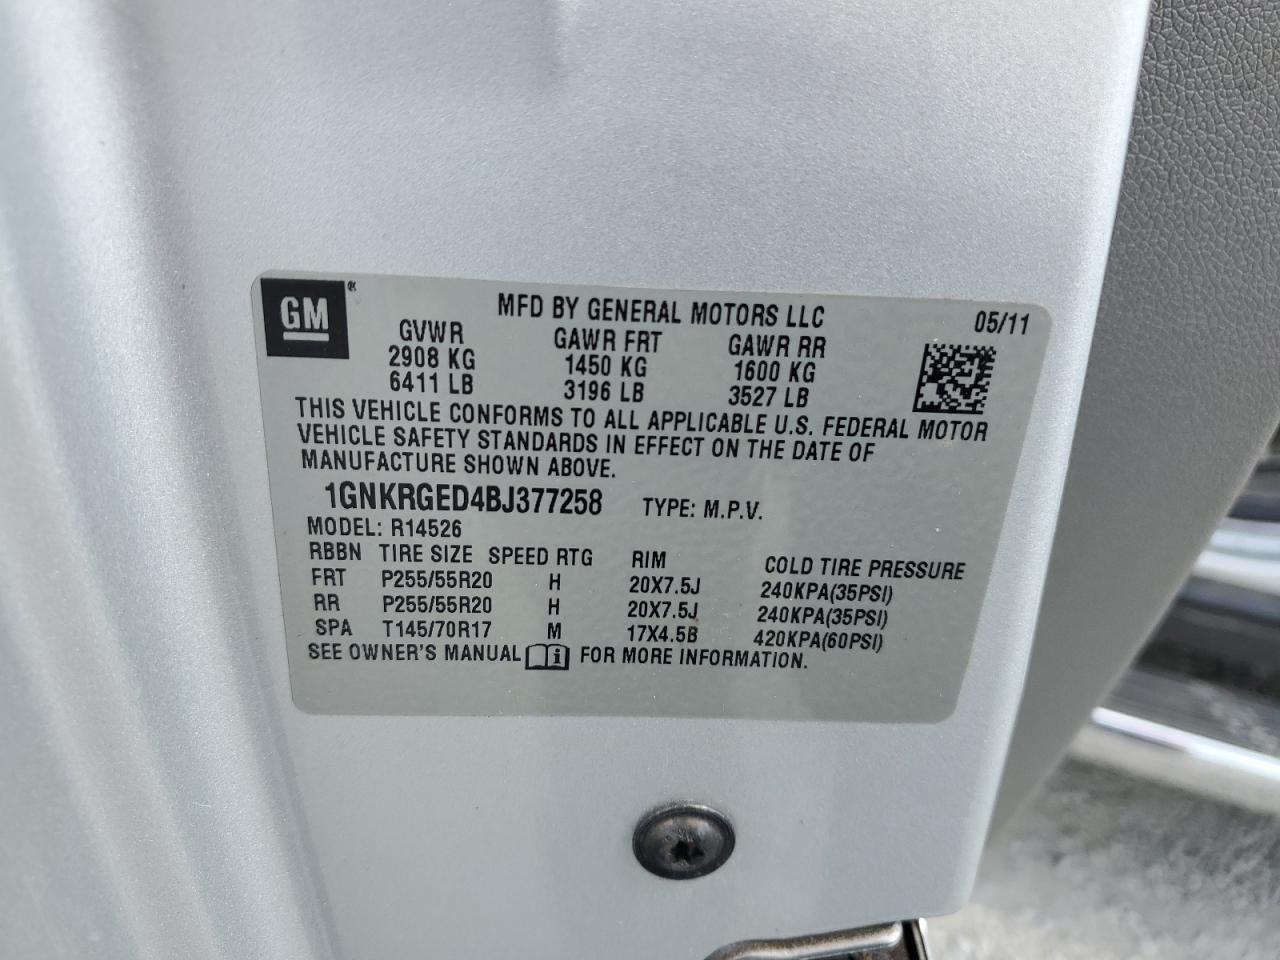 GM ®
MFD BY GENERAL MOTORS LLC 05/11
GVWR GAWR FRT GAWR RR
2908 KG 1450 KG 1600 KG
6411 LB 3196 LB 3527 LB
THIS VEHICLE CONFORMS TO ALL APPLICABLE U.S. FEDERAL MOTOR
VEHICLE SAFETY STANDARDS IN EFFECT ON THE DATE OF
MANUFACTURE SHOWN ABOVE.
1GNKRGED4BJ377258 TYPE: M.P.V.
MODEL: R14526
RBBN TIRE SIZE SPEED RTG RIM COLD TIRE PRESSURE
FRT P255/55R20 H 20X7.5J 240KPA(35PSI)
RR P255/55R20 H 20X7.5J 240KPA(35PSI)
SPA T145/70R17 M 17X4.5B 420KPA(60PSI)
SEE OWNER'S MANUAL i FOR MORE INFORMATION.